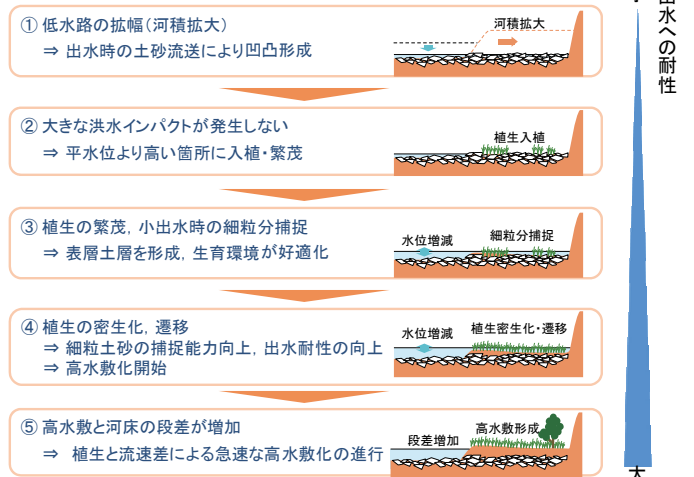 ① 低水路の拡幅(河積拡大)
⇒ 出水時の土砂流送により凹凸形成
河積拡大
② 大きな洪水インパクトが発生しない
⇒ 平水位より高い箇所に入植・繁茂
植生入植
③ 植生の繁茂, 小出水時の細粒分捕捉
⇒ 表層土層を形成, 生育環境が好適化
水位増減
細粒分捕捉
④ 植生の密生化, 遷移
⇒ 細粒土砂の捕捉能力向上, 出水耐性の向上
⇒ 高水敷化開始
水位増減
植生密生化・遷移
⑤ 高水敷と河床の段差が増加
⇒ 植生と流速差による急速な高水敷化の進行
段差増加
高水敷形成
出水への耐性
大